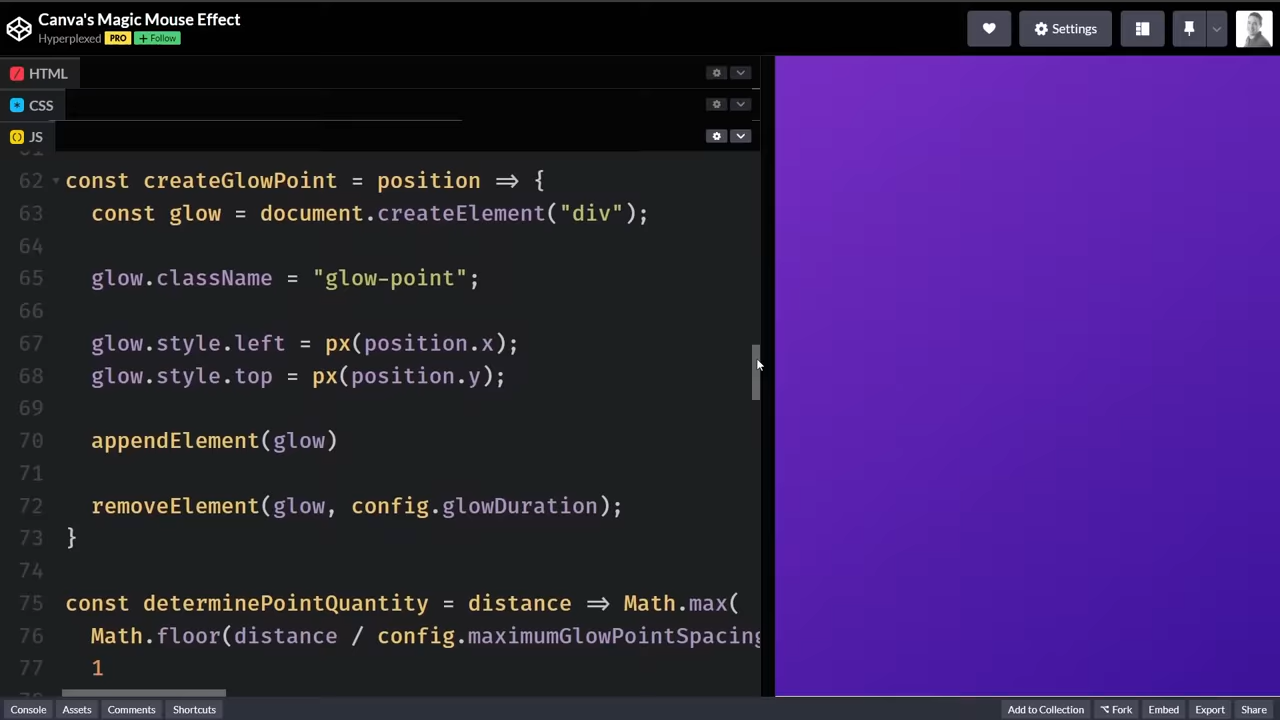 Canva's Magic Mouse Effect
Hyperplexed PRO + Follow
Settings
HTML
CSS
JS
62 const createGlowPoint = position ⇒ {
63 const glow = document.createElement("div");
64
65 glow.className = "glow-point";
66
67 glow.style.left = px(position.x);
68 glow.style.top = px(position.y);
69
70 appendElement(glow)
71
72 removeElement(glow, config.glowDuration);
73 }
74
75 const determinePointQuantity = distance ⇒ Math.max(
76 Math.floor(distance / config.maximumGlowPointSpacing
77 1
Console Assets Comments Shortcuts Add to Collection Fork Embed Export Share